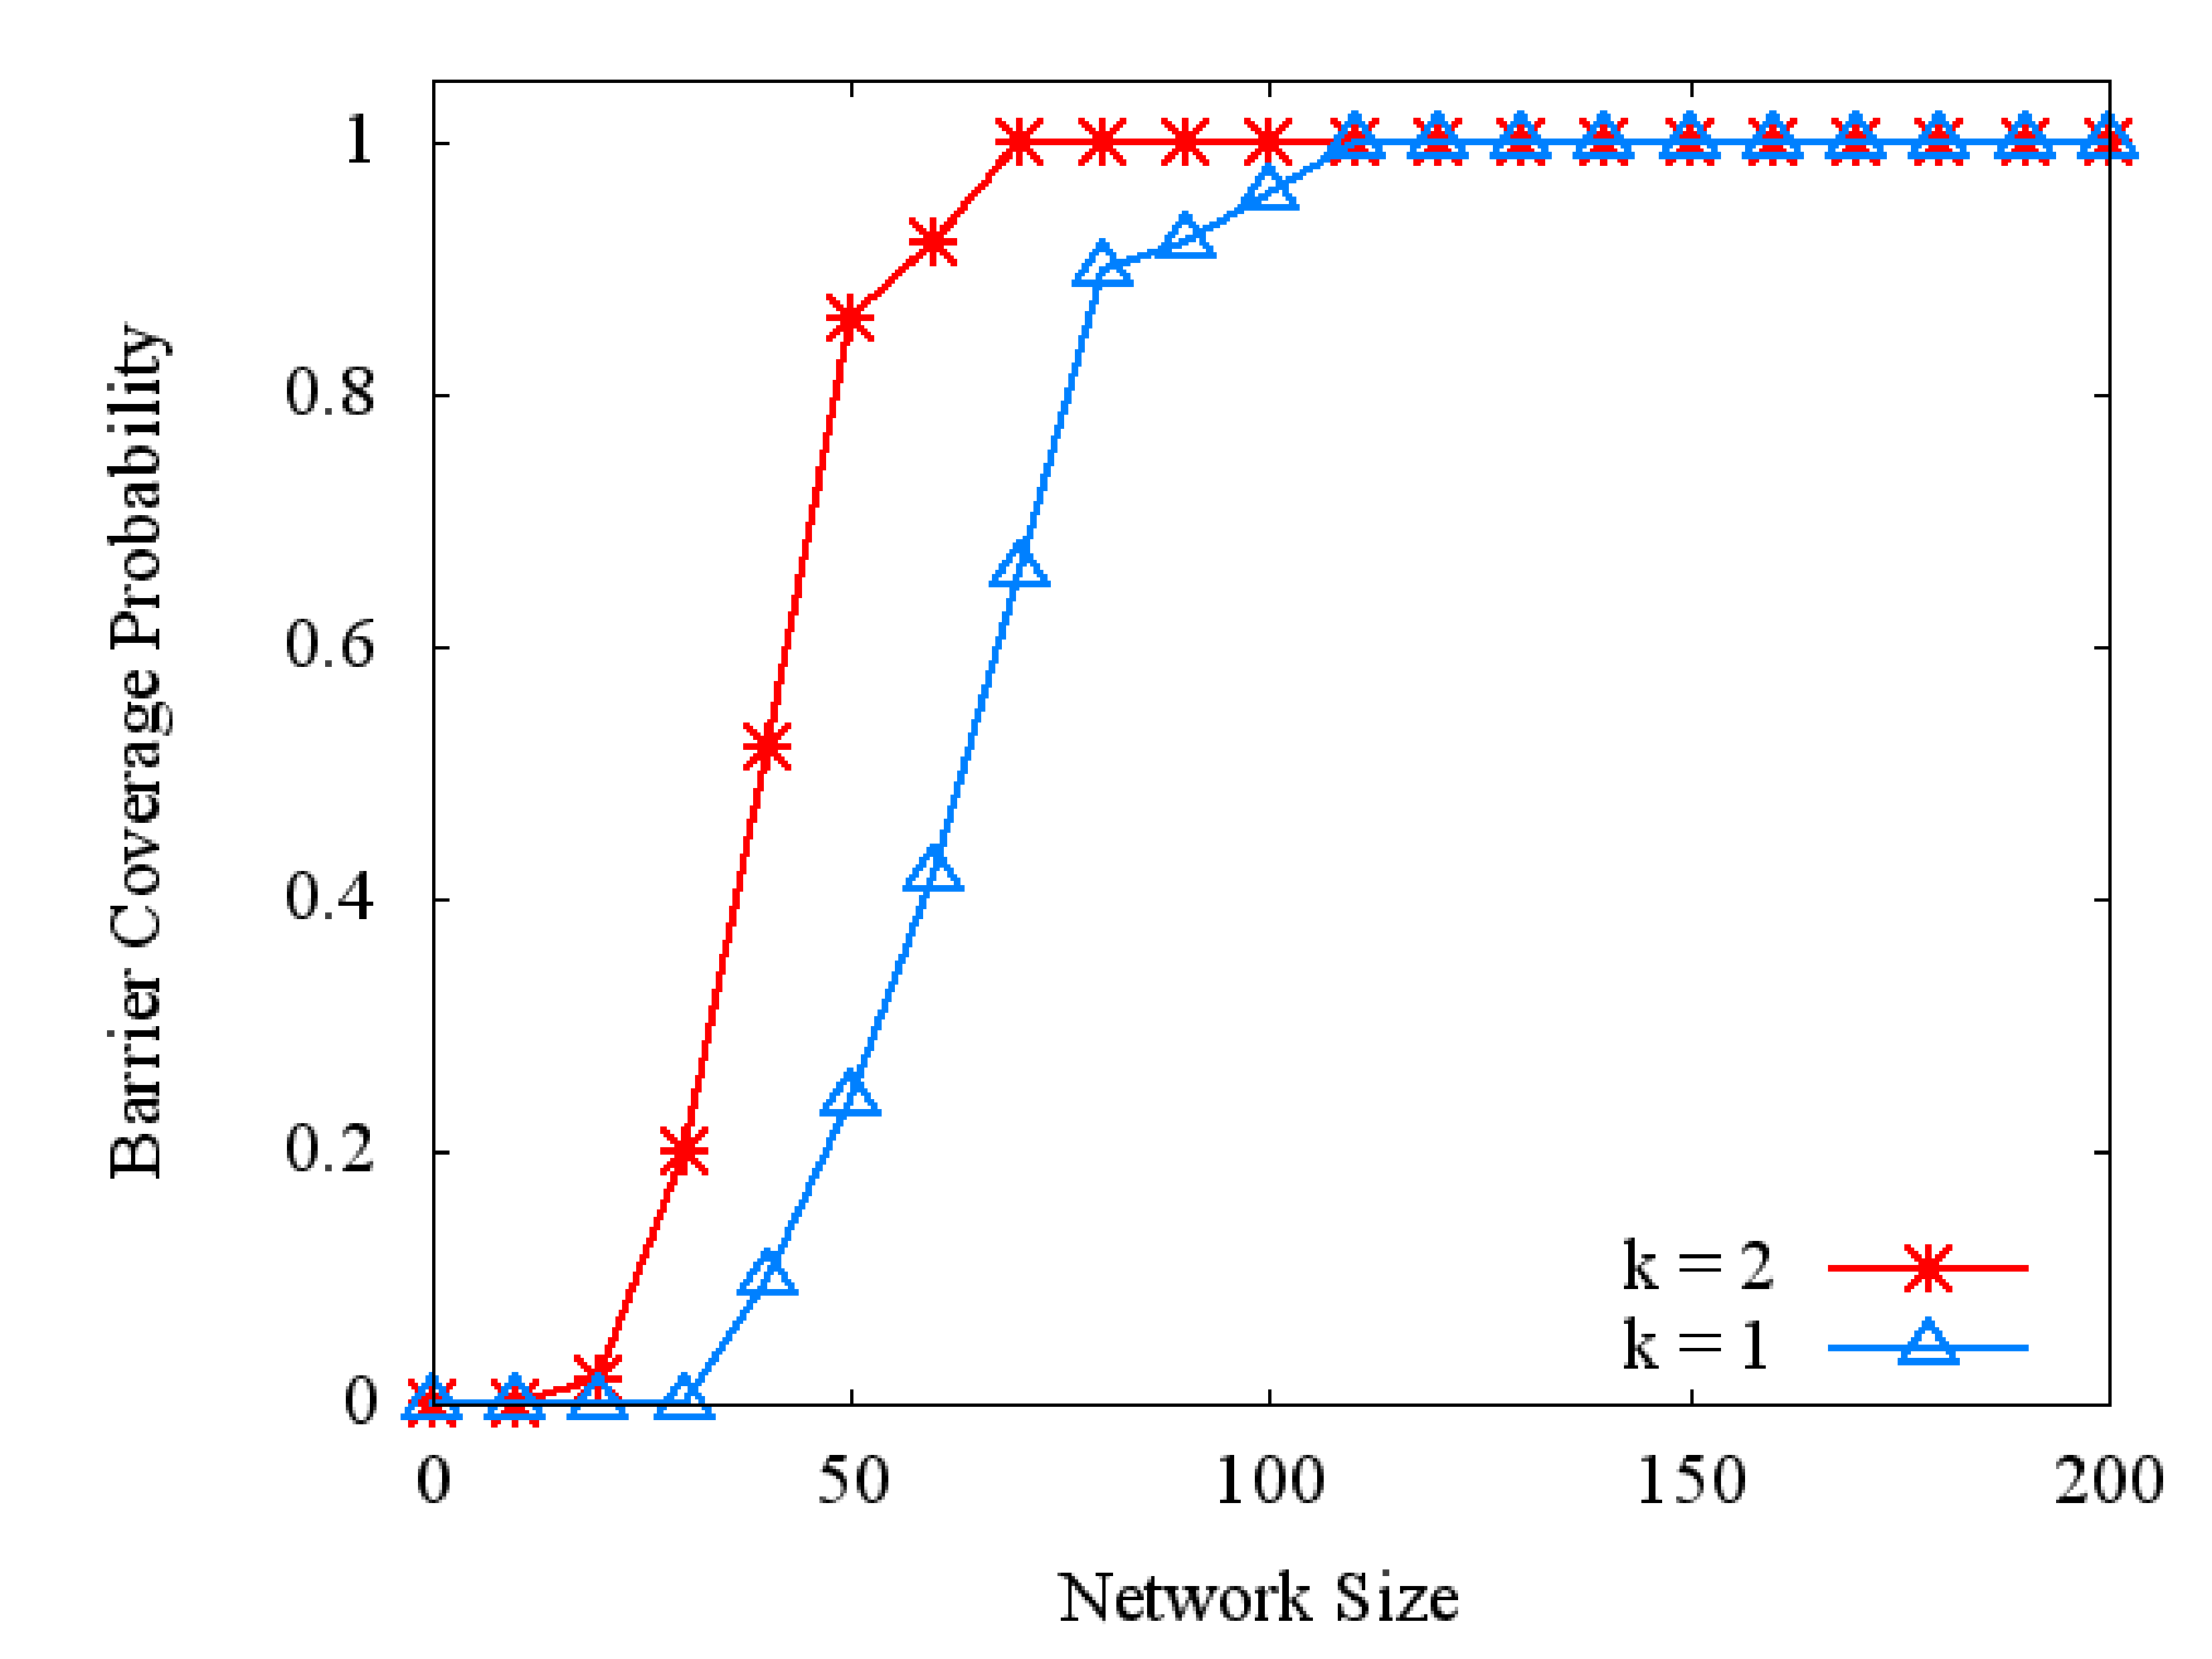 Barrier Coverage Probability
1
0.8
0.6
0.4
0.2
0
0 50 100 150 200
Network Size
k = 2
k = 1